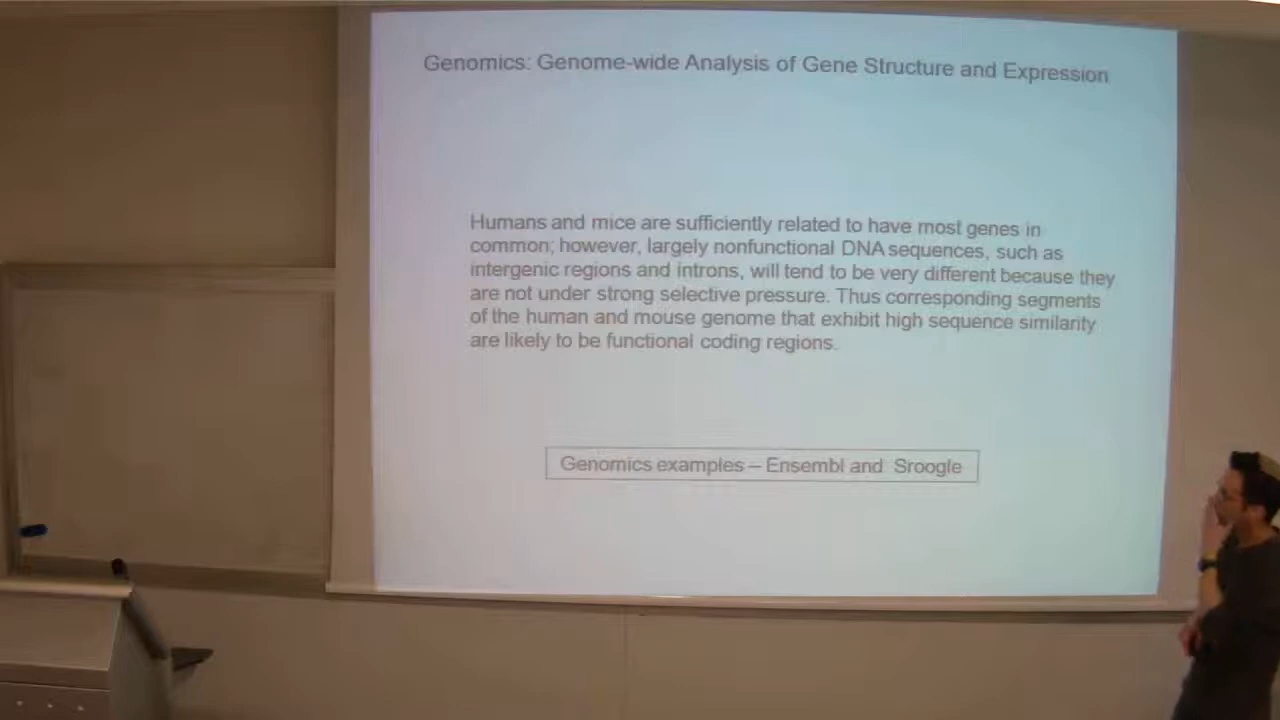 Genomics: Genome-wide Analysis of Gene Structure and Expression
Humans and mice are sufficiently related to have most genes in
common; however, largely nonfunctional DNA sequences, such as
intergenic regions and introns, will tend to be very different because they
are not under strong selective pressure. Thus corresponding segments
of the human and mouse genome that exhibit high sequence similarity
are likely to be functional coding regions.
Genomics examples – Ensembl and Sroogle